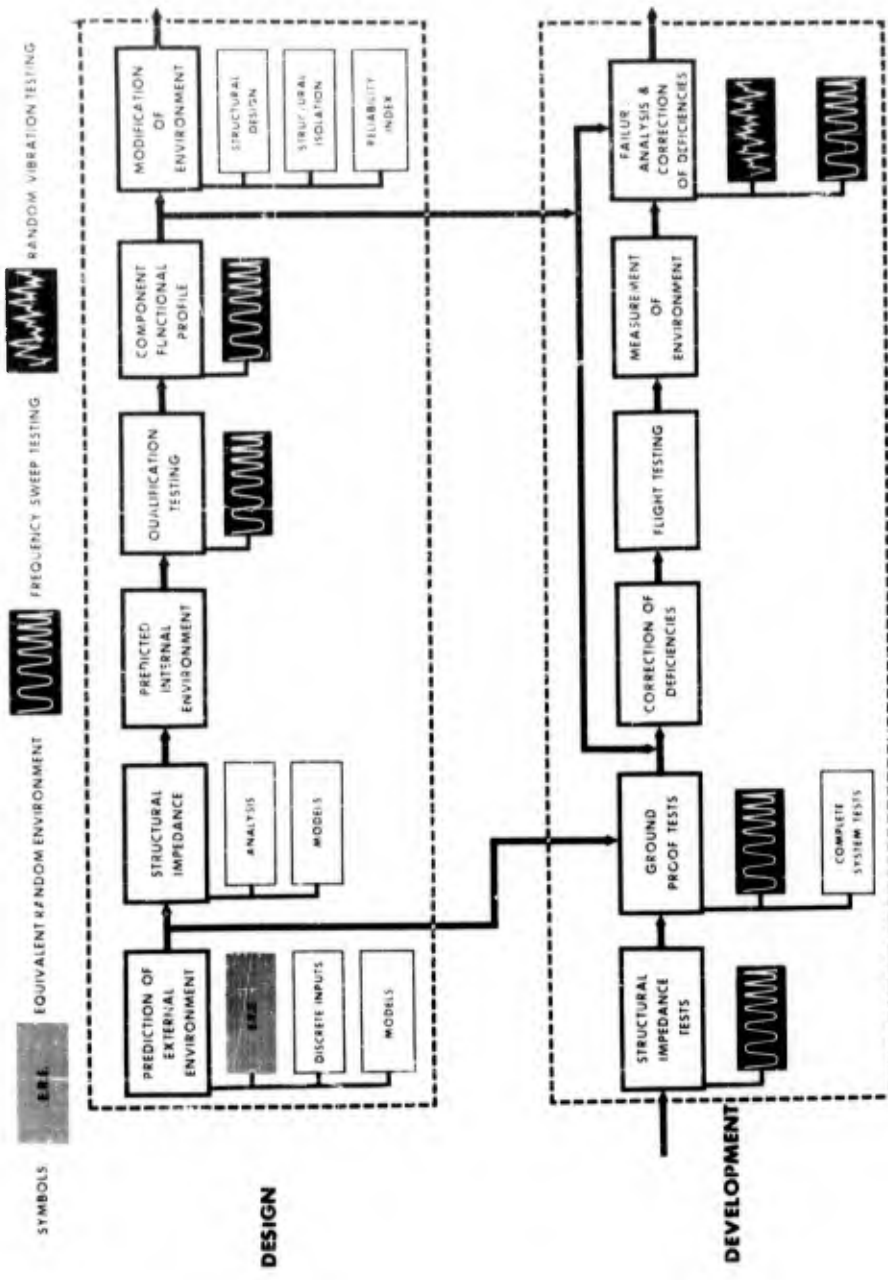 SYMBOLS:
E.R.E.
EQUIVALENT RANDOM ENVIRONMENT
FREQUENCY SWEEP TESTING
RANDOM VIBRATION TESTING
DESIGN
PREDICTION OF
EXTERNAL
ENVIRONMENT
E.R.E.
DISCRETE INPUTS
MODELS
STRUCTURAL
IMPEDANCE
ANALYSIS
MODELS
PREDICTED
INTERNAL
ENVIRONMENT
QUALIFICATION
TESTING
COMPONENT
FUNCTIONAL
PROFILE
MODIFICATION
OF
ENVIRONMENT
STRUCTURAL
DESIGN
STRUCTURAL
ISOLATION
RELIABILITY
INDEX
DEVELOPMENT
STRUCTURAL
IMPEDANCE
TESTS
GROUND
PROOF TESTS
COMPLETE
SYSTEM TESTS
CORRECTION OF
DEFICIENCIES
FLIGHT TESTING
MEASUREMENT
OF
ENVIRONMENT
FAILUR
ANALYSIS &
CORRECTION
OF DEFICIENCIES